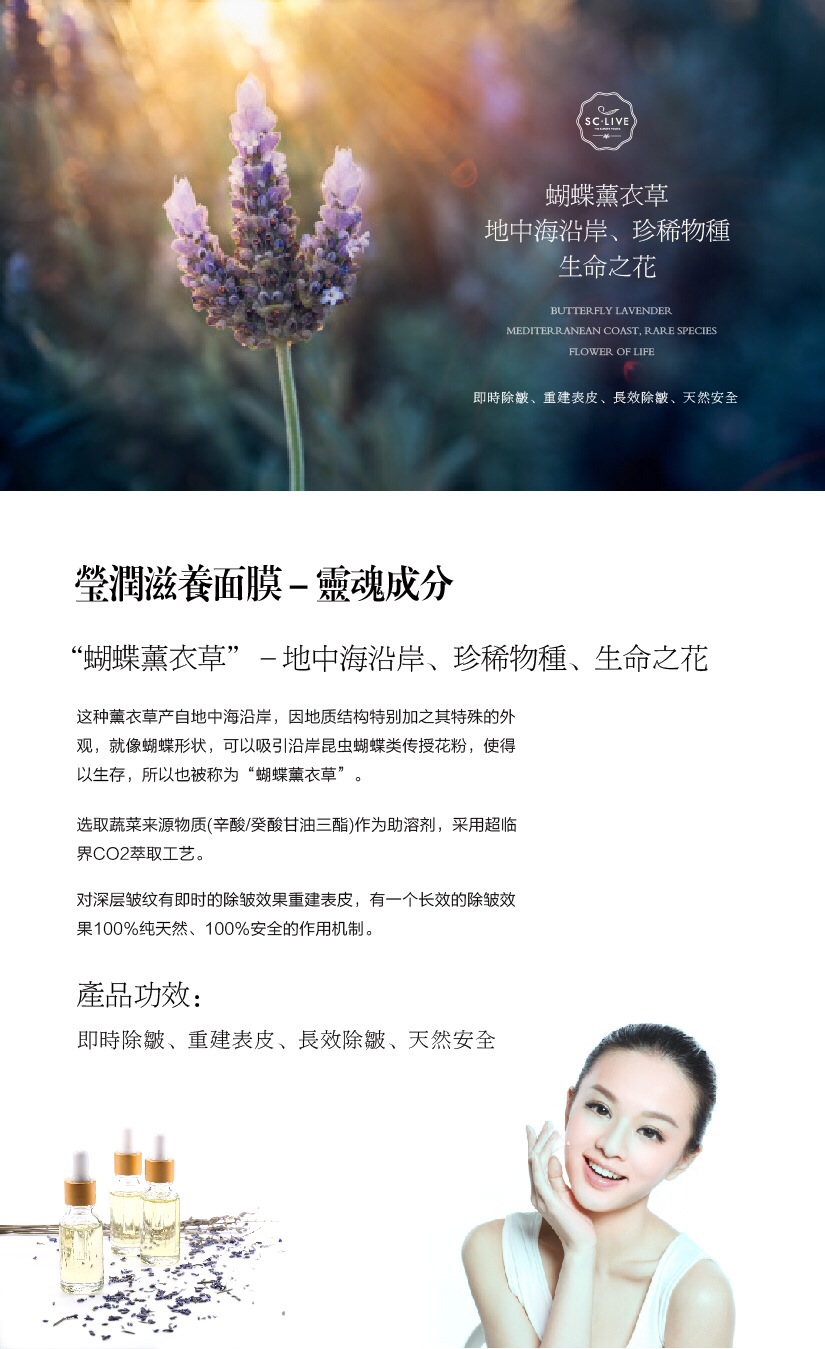 SC·LIVE
蝴蝶薰衣草
地中海沿岸、珍稀物種
生命之花
BUTTERFLY LAVENDER
MEDITERRANEAN COAST, RARE SPECIES
FLOWER OF LIFE
即時除皺、重建表皮、長效除皺、天然安全
瑩潤滋養面膜 – 靈魂成分
“蝴蝶薰衣草” – 地中海沿岸、珍稀物種、生命之花
这种薰衣草产自地中海沿岸，因地质结构特别加之其特殊的外
观，就像蝴蝶形状，可以吸引沿岸昆虫蝴蝶类传授花粉，使得
以生存，所以也被称为“蝴蝶薰衣草”。
选取蔬菜来源物质(辛酸/癸酸甘油三酯)作为助溶剂，采用超临
界CO2萃取工艺。
对深层皱纹有即时的除皱效果重建表皮，有一个长效的除皱效
果100%纯天然、100%安全的作用机制。
產品功效：
即時除皺、重建表皮、長效除皺、天然安全